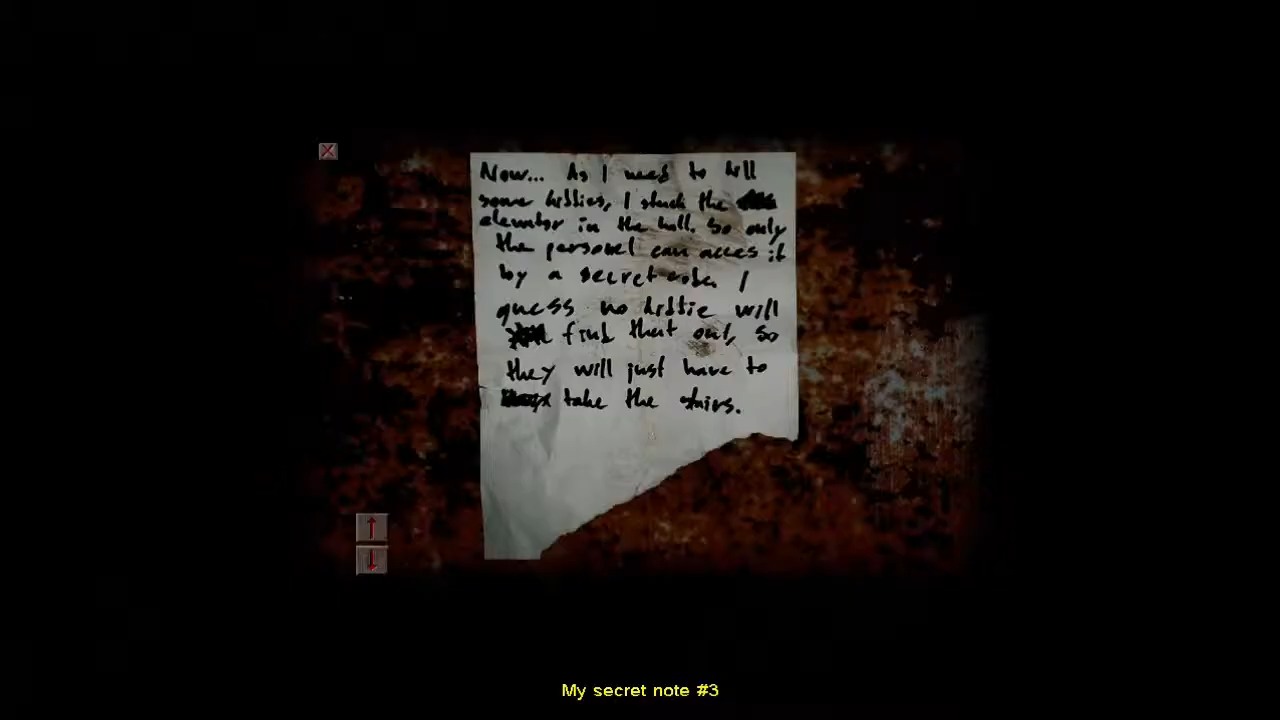 Now... As I need to kill
some kiddies, I stuck the
elevator in the hall. So only
the personel can acces it
by a secret code. I
guess no kiddie will
find that out, so
they will just have to
take the stairs.
My secret note #3